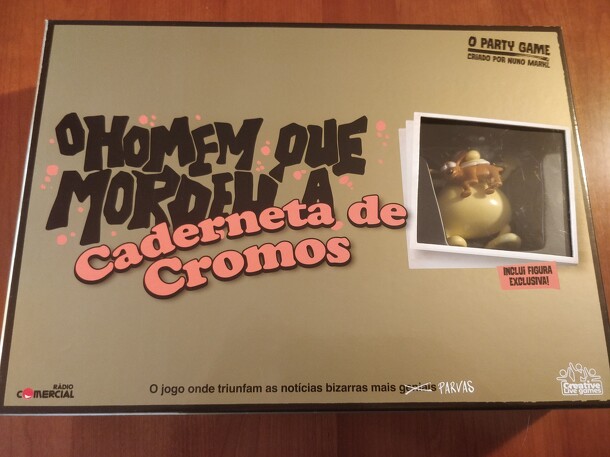 O PARTY GAME
CRIADO POR NUNO MARKL
O HOMEM QUE
MORDEU A
Caderneta de
Cromos
INCLUI FIGURA
EXCLUSIVA!
RÁDIO
COMERCIAL
O jogo onde triunfam as notícias bizarras mais geniais PARVAS
Creative
Live games